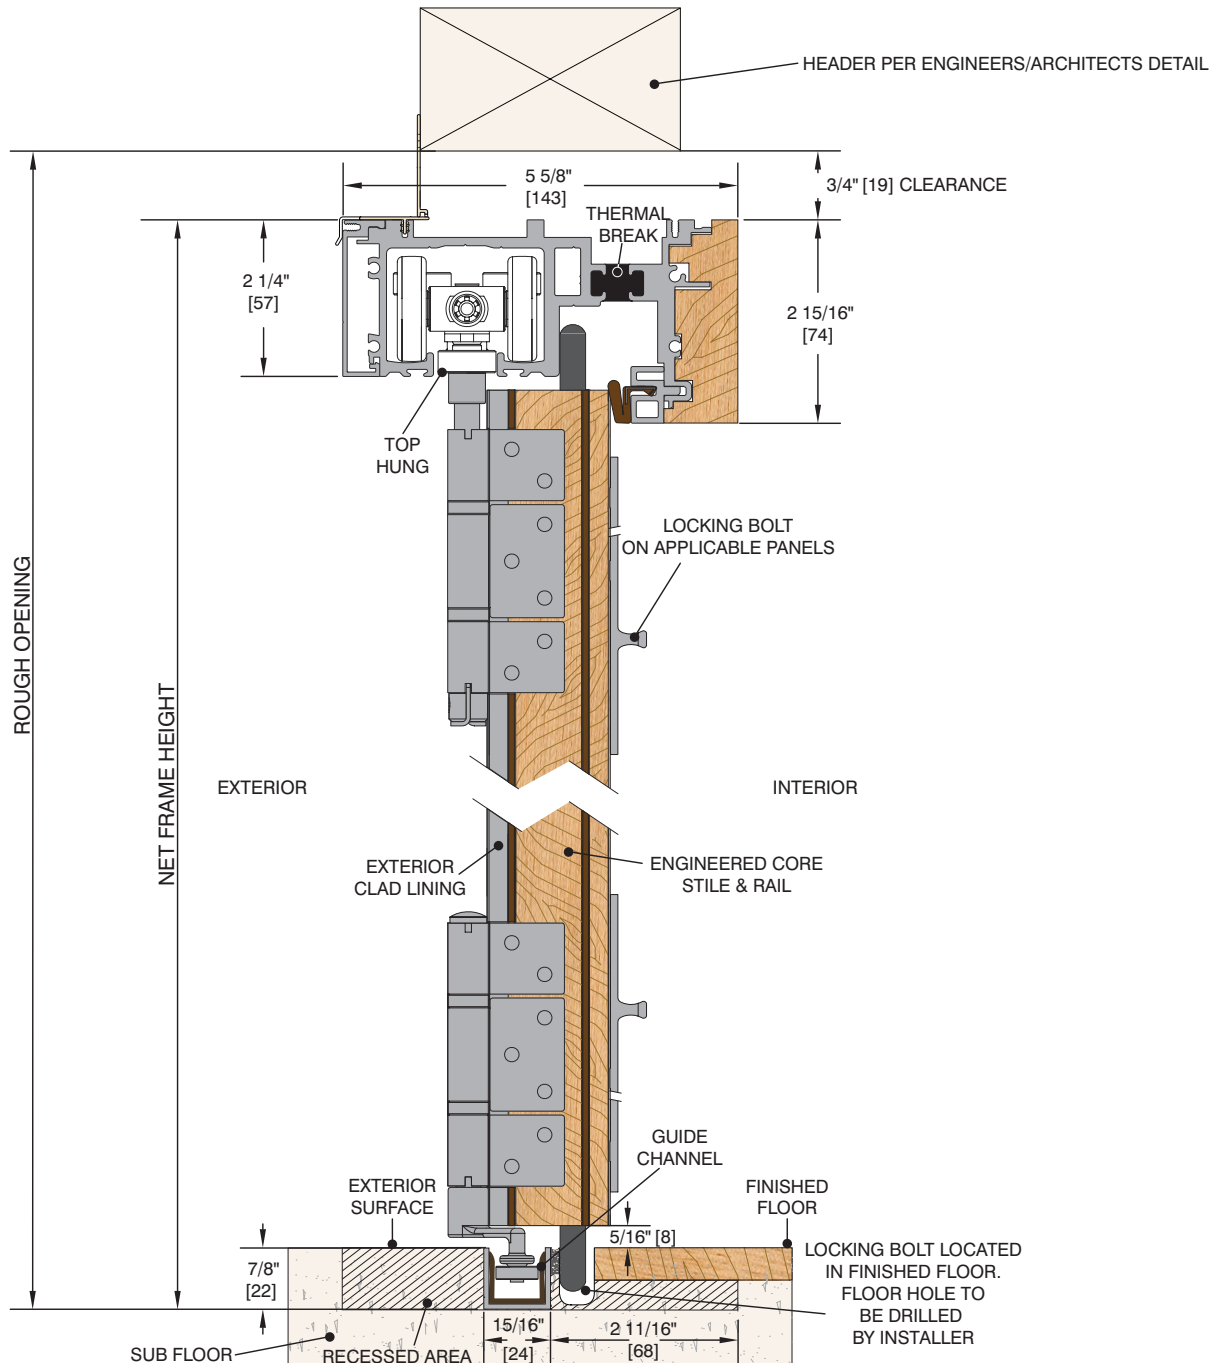 HEADER PER ENGINEERS/ARCHITECTS DETAIL
5 5/8"
[143]
3/4" [19] CLEARANCE
THERMAL
BREAK
2 1/4"
[57]
2 15/16"
[74]
TOP
HUNG
LOCKING BOLT
ON APPLICABLE PANELS
ROUGH OPENING
NET FRAME HEIGHT
EXTERIOR
INTERIOR
EXTERIOR
CLAD LINING
ENGINEERED CORE
STILE & RAIL
GUIDE
CHANNEL
EXTERIOR
SURFACE
FINISHED
FLOOR
5/16" [8]
7/8"
[22]
LOCKING BOLT LOCATED
IN FINISHED FLOOR.
FLOOR HOLE TO
BE DRILLED
BY INSTALLER
15/16"
[24]
2 11/16"
[68]
SUB FLOOR
RECESSED AREA